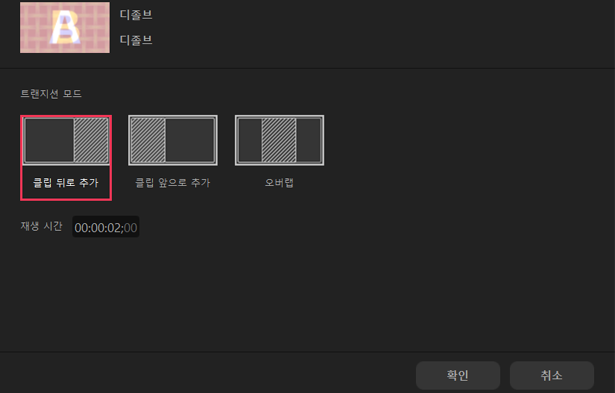 디졸브
디졸브
트랜지션 모드
클립 뒤로 추가
클립 앞으로 추가
오버랩
재생 시간 00:00:02;00
확인 취소